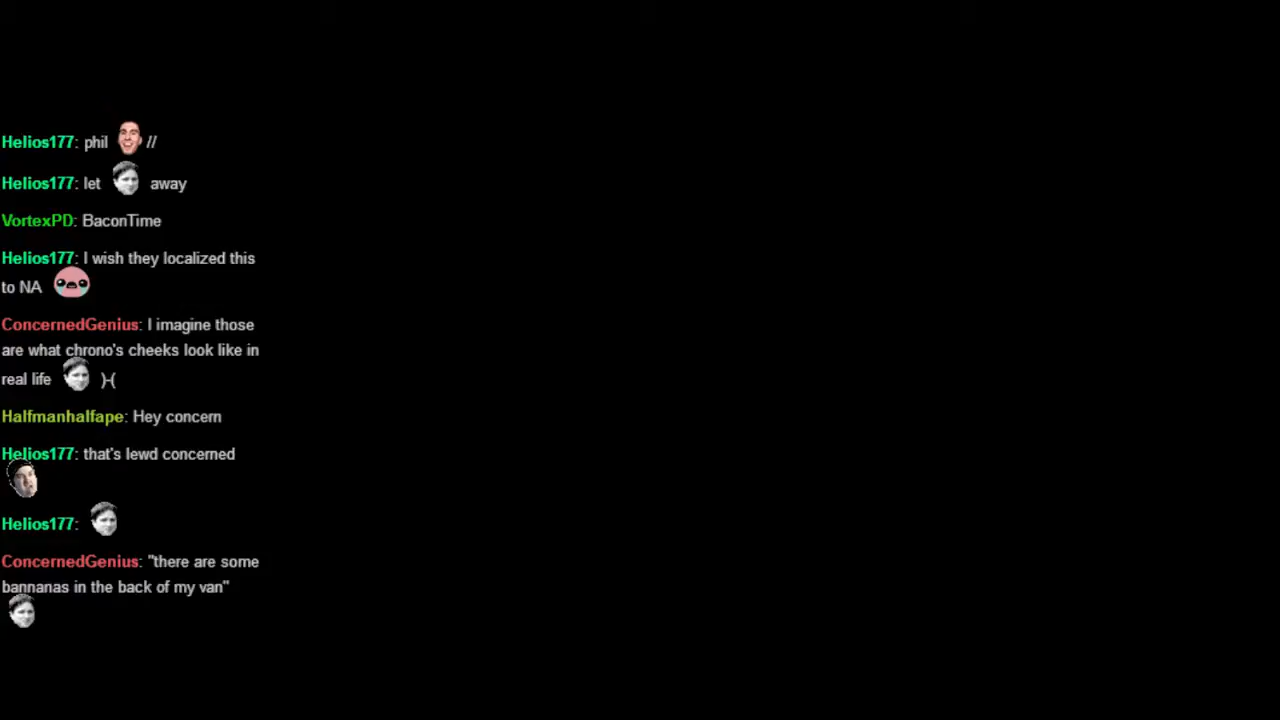 Helios177: phil //
Helios177: let away
VortexPD: BaconTime
Helios177: I wish they localized this
to NA
ConcernedGenius: I imagine those
are what chrono's cheeks look like in
real life )-(
Halfmanhalfape: Hey concern
Helios177: that's lewd concerned
Helios177:
ConcernedGenius: "there are some
bannanas in the back of my van"